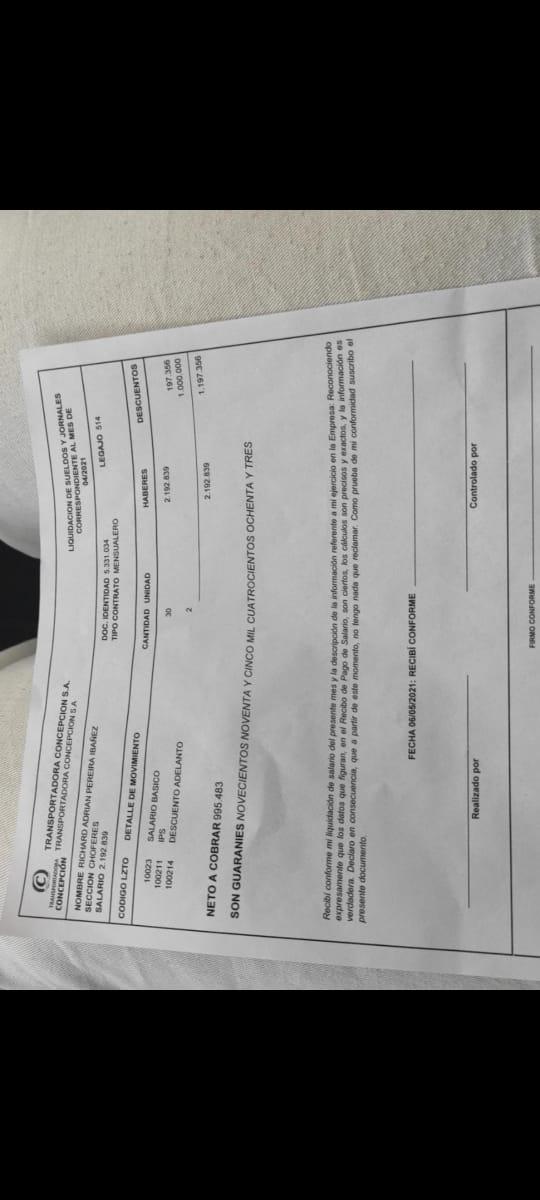 TRANSPORTADORA CONCEPCION
TRANSPORTADORA CONCEPCION S.A.
TRANSPORTADORA CONCEPCION S.A
LIQUIDACION DE SUELDOS Y JORNALES
CORRESPONDIENTE AL MES DE
04/2021
NOMBRE RICHARD ADRIAN PEREIRA IBAÑEZ
SECCION CHOFERES DOC. IDENTIDAD 5.331.034 LEGAJO 514
SALARIO 2.192.839 TIPO CONTRATO MENSUALERO
CODIGO LZTO DETALLE DE MOVIMIENTO CANTIDAD UNIDAD HABERES DESCUENTOS
10023 SALARIO BASICO 30 2.192.839
100211 IPS 197.356
100214 DESCUENTO ADELANTO 2 1.000.000
2.192.839 1.197.356
NETO A COBRAR 995.483
SON GUARANIES NOVECIENTOS NOVENTA Y CINCO MIL CUATROCIENTOS OCHENTA Y TRES
Recibí conforme mi liquidación de salario del presente mes y la descripción de la información referente a mi ejercicio en la Empresa: Reconociendo
expresamente que los datos que figuran, en el Recibo de Pago de Salario, son ciertos, los cálculos son precisos y exactos, y la información es
verdadera. Declaro en consecuencia, que a partir de este momento, no tengo nada que reclamar. Como prueba de mi conformidad suscribo el
presente documento.
FECHA 06/05/2021: RECIBÍ CONFORME
Realizado por Controlado por
FIRMO CONFORME